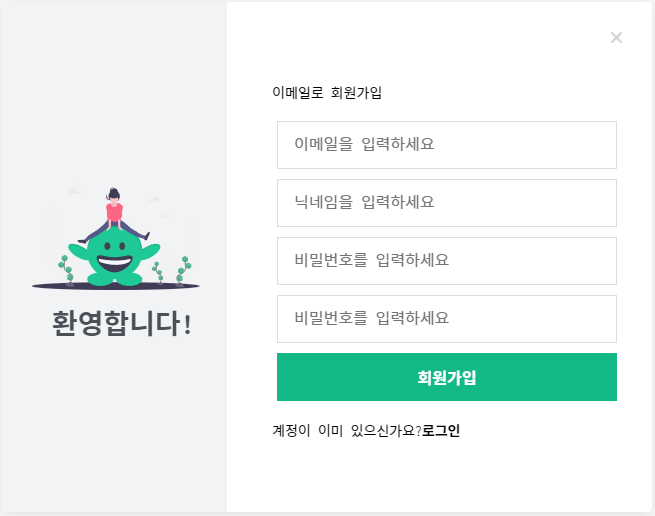 환영합니다!
이메일로 회원가입
이메일을 입력하세요
닉네임을 입력하세요
비밀번호를 입력하세요
비밀번호를 입력하세요
회원가입
계정이 이미 있으신가요?로그인